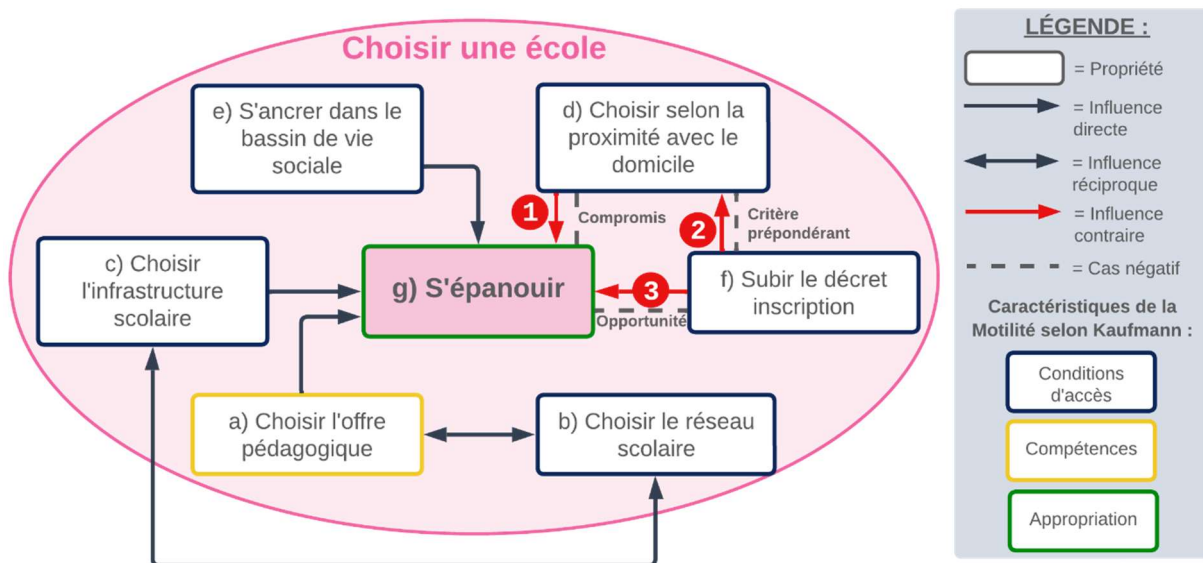 Choisir une école
e) S'ancrer dans le
bassin de vie
sociale
d) Choisir selon la
proximité avec le
domicile
1
Compromis
2
Critère
prépondérant
c) Choisir
l'infrastructure
scolaire
g) S'épanouir
3
Opportunité
f) Subir le décret
inscription
a) Choisir l'offre
pédagogique
b) Choisir le réseau
scolaire
LÉGENDE :
= Propriété
= Influence
directe
= Influence
réciproque
= Influence
contraire
= Cas négatif
Caractéristiques de la
Motilité selon Kaufmann :
Conditions
d'accès
Compétences
Appropriation